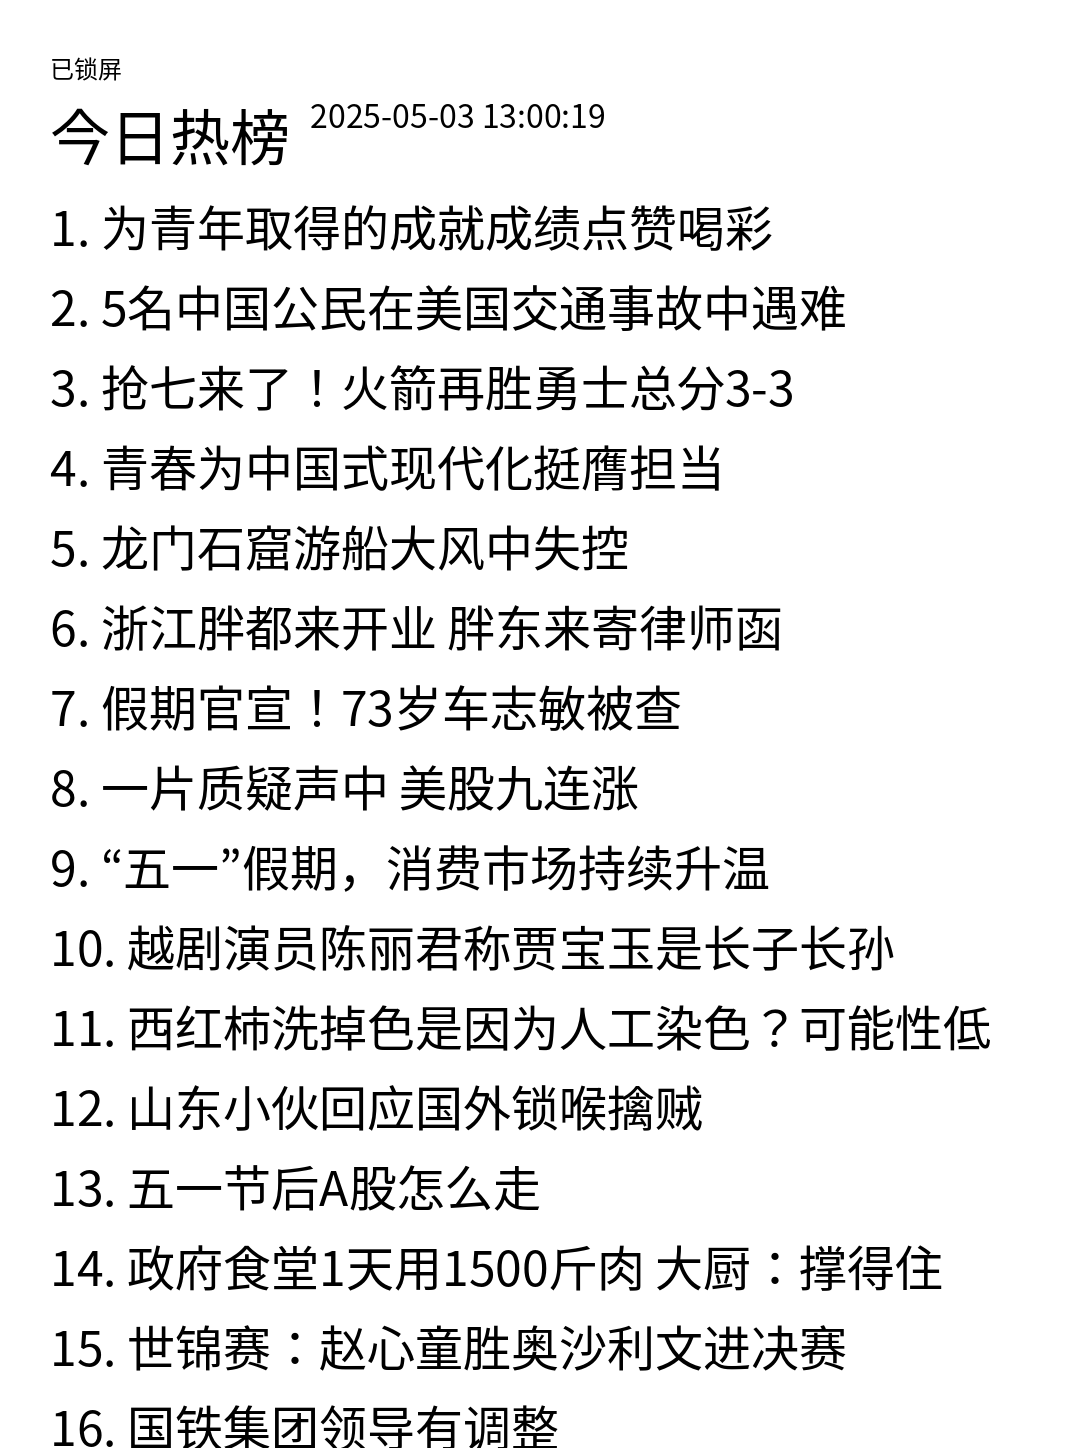 已锁屏
今日热榜 2025-05-03 13:00:19
1. 为青年取得的成就成绩点赞喝彩
2. 5名中国公民在美国交通事故中遇难
3. 抢七来了！火箭再胜勇士总分3-3
4. 青春为中国式现代化挺膺担当
5. 龙门石窟游船大风中失控
6. 浙江胖都来开业 胖东来寄律师函
7. 假期官宣！73岁车志敏被查
8. 一片质疑声中 美股九连涨
9. “五一”假期，消费市场持续升温
10. 越剧演员陈丽君称贾宝玉是长子长孙
11. 西红柿洗掉色是因为人工染色？可能性低
12. 山东小伙回应国外锁喉擒贼
13. 五一节后A股怎么走
14. 政府食堂1天用1500斤肉 大厨：撑得住
15. 世锦赛：赵心童胜奥沙利文进决赛
16. 国铁集团领导有调整